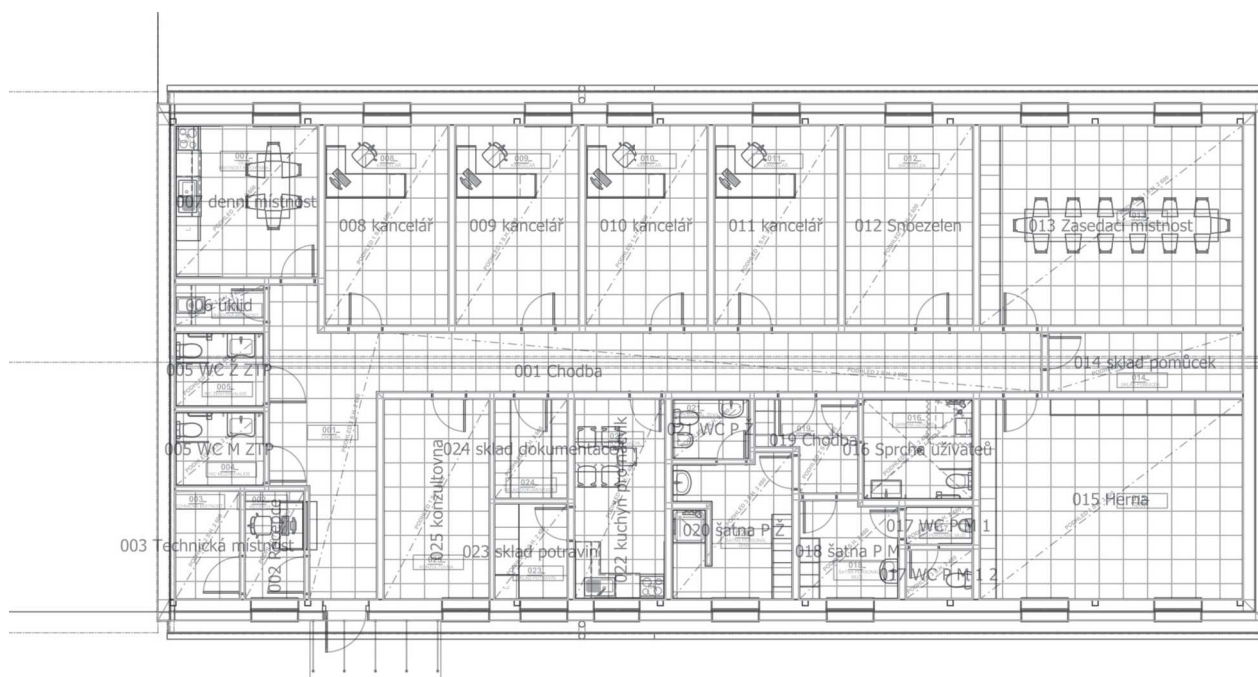 007 denní místnost
008 kancelář
009 kancelář
010 kancelář
011 kancelář
012 Snoezelen
013 Zasedací místnost
006 úklid
005 WC Ž ZTP
001 Chodba
014 sklad pomůcek
005 WC M ZTP
024 sklad dokumentace
021 WC P Ž
019 Chodba
016 Sprcha uživateů
015 Herna
003 Technická místnost
002 Recepce
025 konzultovna
023 sklad potravin
022 kuchyň promačvik
020 šatna P Ž
018 šatna P M
017 WC P M 1
017 WC P M 1 2